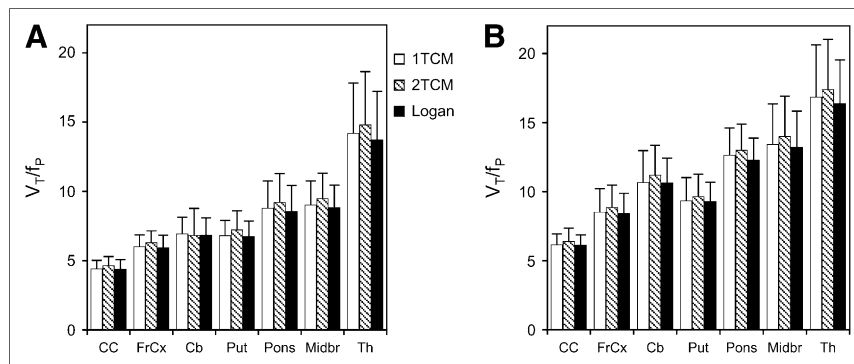 A
20
15
10
5
0
V_T/f_P
1TCM
2TCM
Logan
CC FrCx Cb Put Pons Midbr Th
B
20
15
10
5
0
V_T/f_P
CC FrCx Cb Put Pons Midbr Th